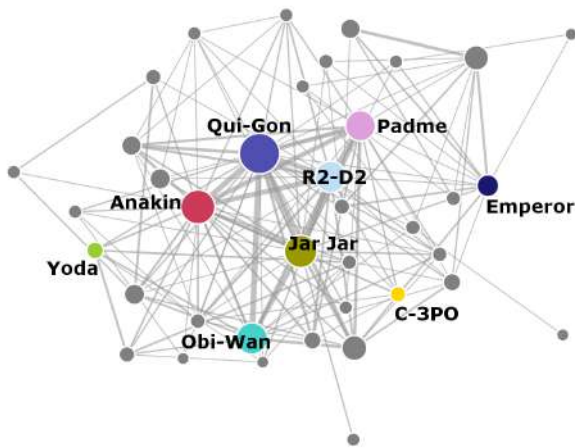 Qui-Gon
Padme
R2-D2
Anakin
Emperor
Jar Jar
Yoda
C-3PO
Obi-Wan